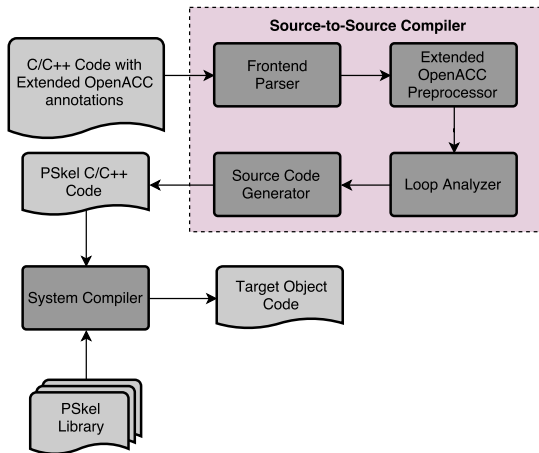 Source-to-Source Compiler
C/C++ Code with
Extended OpenACC
annotations
Frontend
Parser
Extended
OpenACC
Preprocessor
PSkel C/C++
Code
Source Code
Generator
Loop Analyzer
System Compiler
Target Object
Code
PSkel
Library